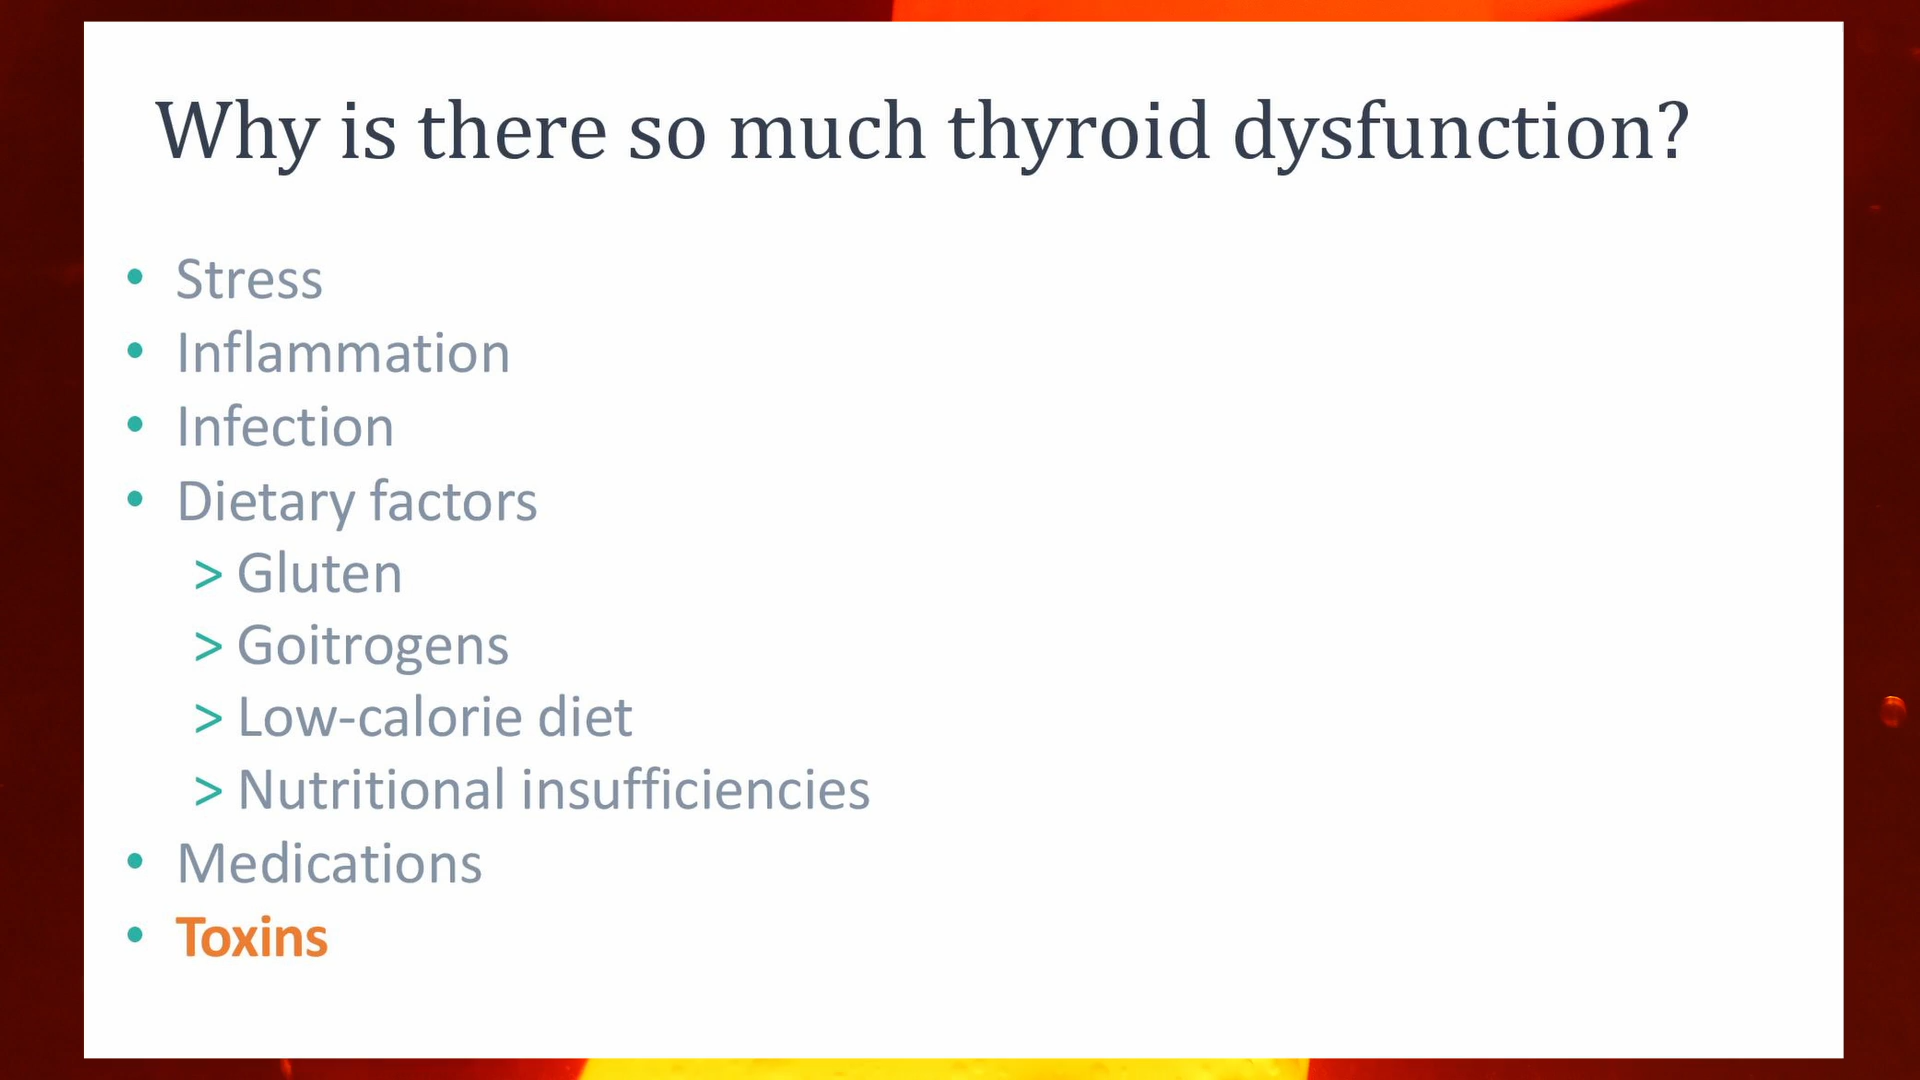 Why is there so much thyroid dysfunction?
• Stress
• Inflammation
• Infection
• Dietary factors
> Gluten
> Goitrogens
> Low-calorie diet
> Nutritional insufficiencies
• Medications
• Toxins